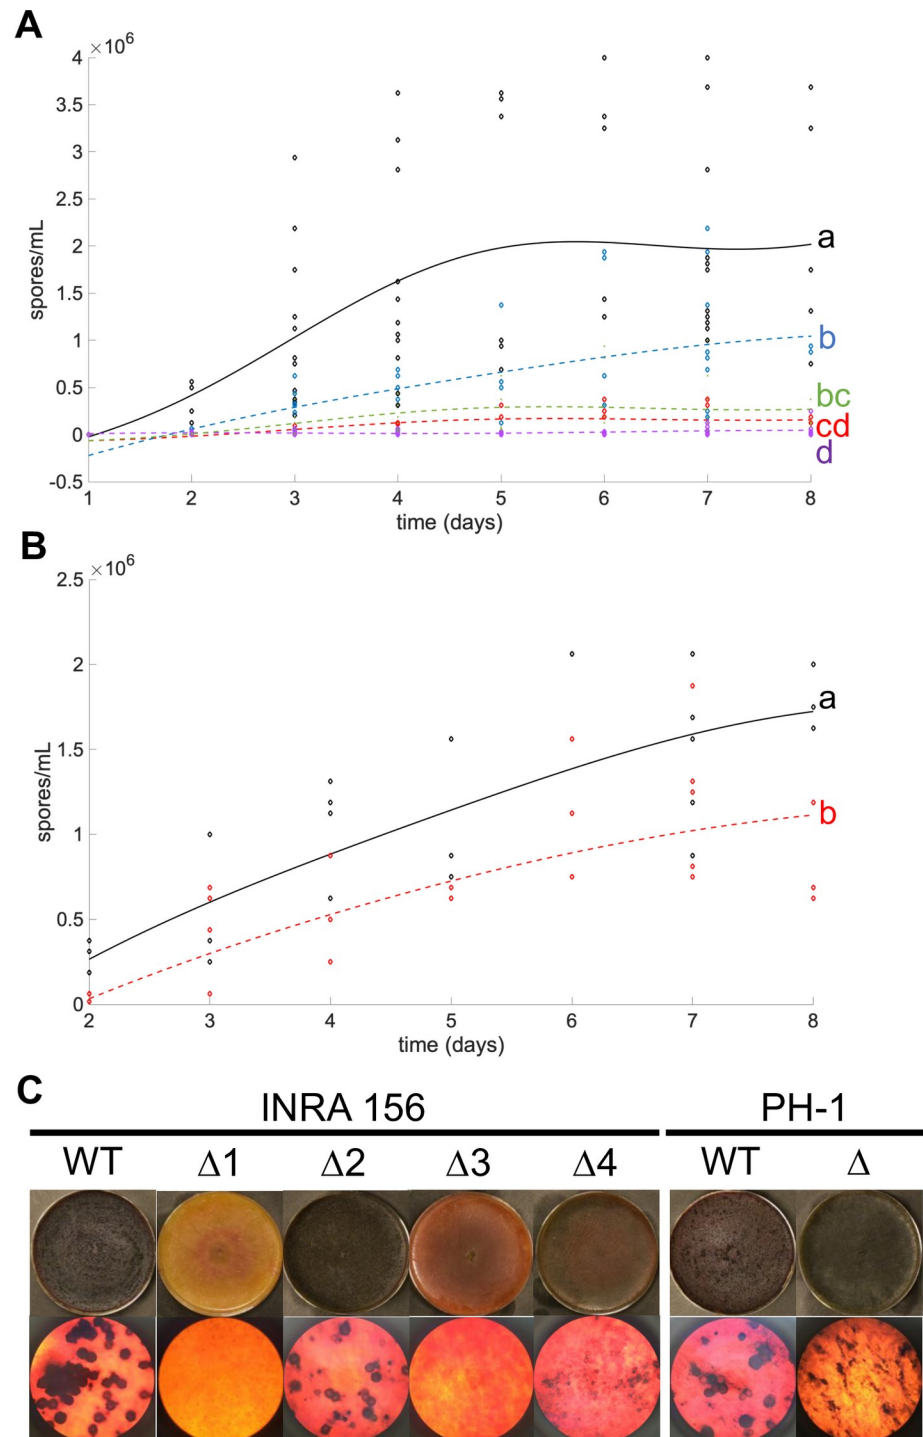 A
×10⁶
4
3.5
3
2.5
2
1.5
1
0.5
0
-0.5
spores/mL
a
b
bc
cd
d
1 2 3 4 5 6 7 8
time (days)
B
×10⁶
2.5
2
1.5
1
0.5
0
spores/mL
a
b
2 3 4 5 6 7 8
time (days)
C
INRA 156 PH-1
WT Δ1 Δ2 Δ3 Δ4 WT Δ